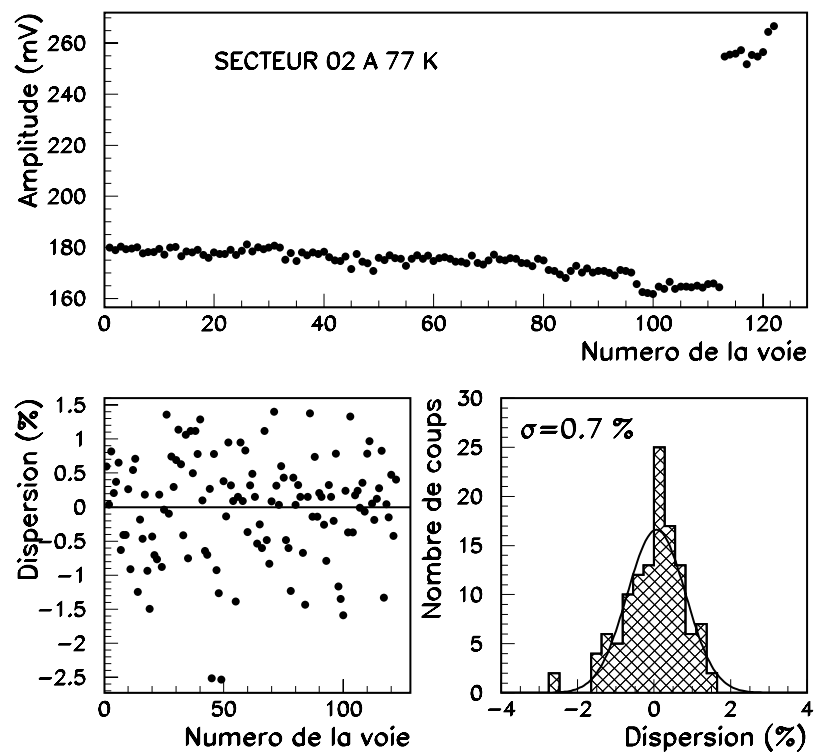 Amplitude (mV)
260
240
220
200
180
160
SECTEUR 02 A 77 K
0 20 40 60 80 100 120
Numero de la voie
Dispersion (%)
1.5
1
0.5
0
-0.5
-1
-1.5
-2
-2.5
0 50 100
Numero de la voie
Nombre de coups
30
25
20
15
10
5
0
σ=0.7 %
-4 -2 0 2 4
Dispersion (%)